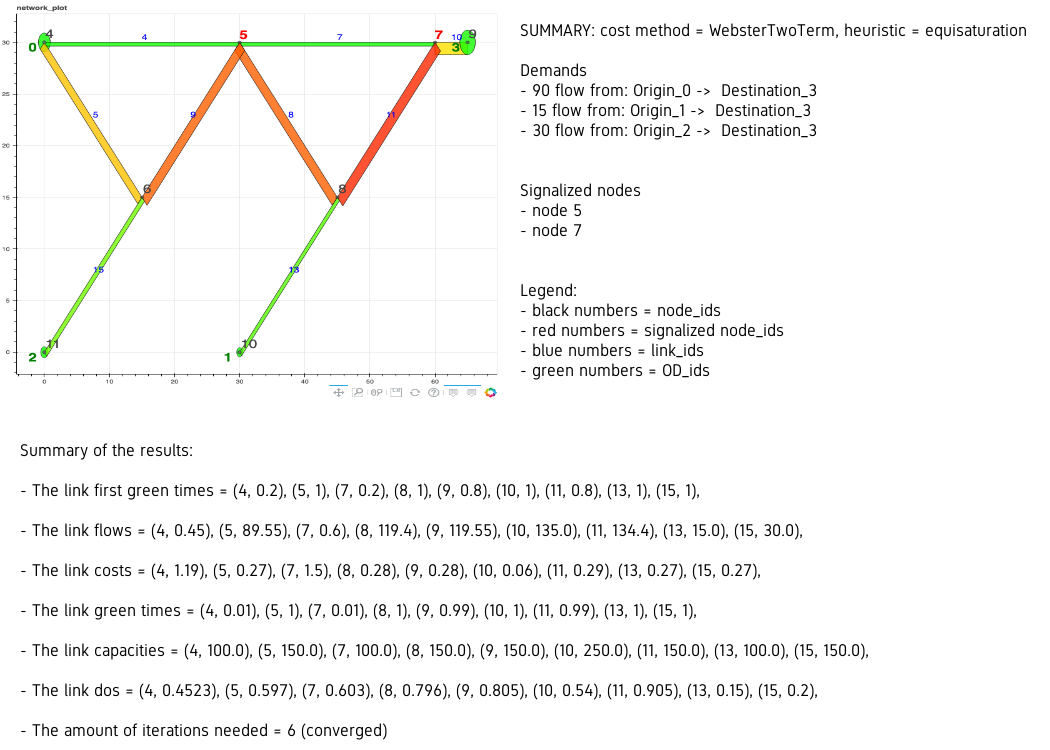 network_plot
SUMMARY: cost method = WebsterTwoTerm, heuristic = equisaturation
Demands
- 90 flow from: Origin_0 -> Destination_3
- 15 flow from: Origin_1 -> Destination_3
- 30 flow from: Origin_2 -> Destination_3
Signalized nodes
- node 5
- node 7
Legend:
- black numbers = node_ids
- red numbers = signalized node_ids
- blue numbers = link_ids
- green numbers = OD_ids
4 5 7 9
0 4 7 10 3
5 9 8 11
6 8
15 13
11 10
2 1
30
25
20
15
10
5
0
0 10 20 30 40 50 60
Summary of the results:
- The link first green times = (4, 0.2), (5, 1), (7, 0.2), (8, 1), (9, 0.8), (10, 1), (11, 0.8), (13, 1), (15, 1),
- The link flows = (4, 0.45), (5, 89.55), (7, 0.6), (8, 119.4), (9, 119.55), (10, 135.0), (11, 134.4), (13, 15.0), (15, 30.0),
- The link costs = (4, 1.19), (5, 0.27), (7, 1.5), (8, 0.28), (9, 0.28), (10, 0.06), (11, 0.29), (13, 0.27), (15, 0.27),
- The link green times = (4, 0.01), (5, 1), (7, 0.01), (8, 1), (9, 0.99), (10, 1), (11, 0.99), (13, 1), (15, 1),
- The link capacities = (4, 100.0), (5, 150.0), (7, 100.0), (8, 150.0), (9, 150.0), (10, 250.0), (11, 150.0), (13, 100.0), (15, 150.0),
- The link dos = (4, 0.4523), (5, 0.597), (7, 0.603), (8, 0.796), (9, 0.805), (10, 0.54), (11, 0.905), (13, 0.15), (15, 0.2),
- The amount of iterations needed = 6 (converged)